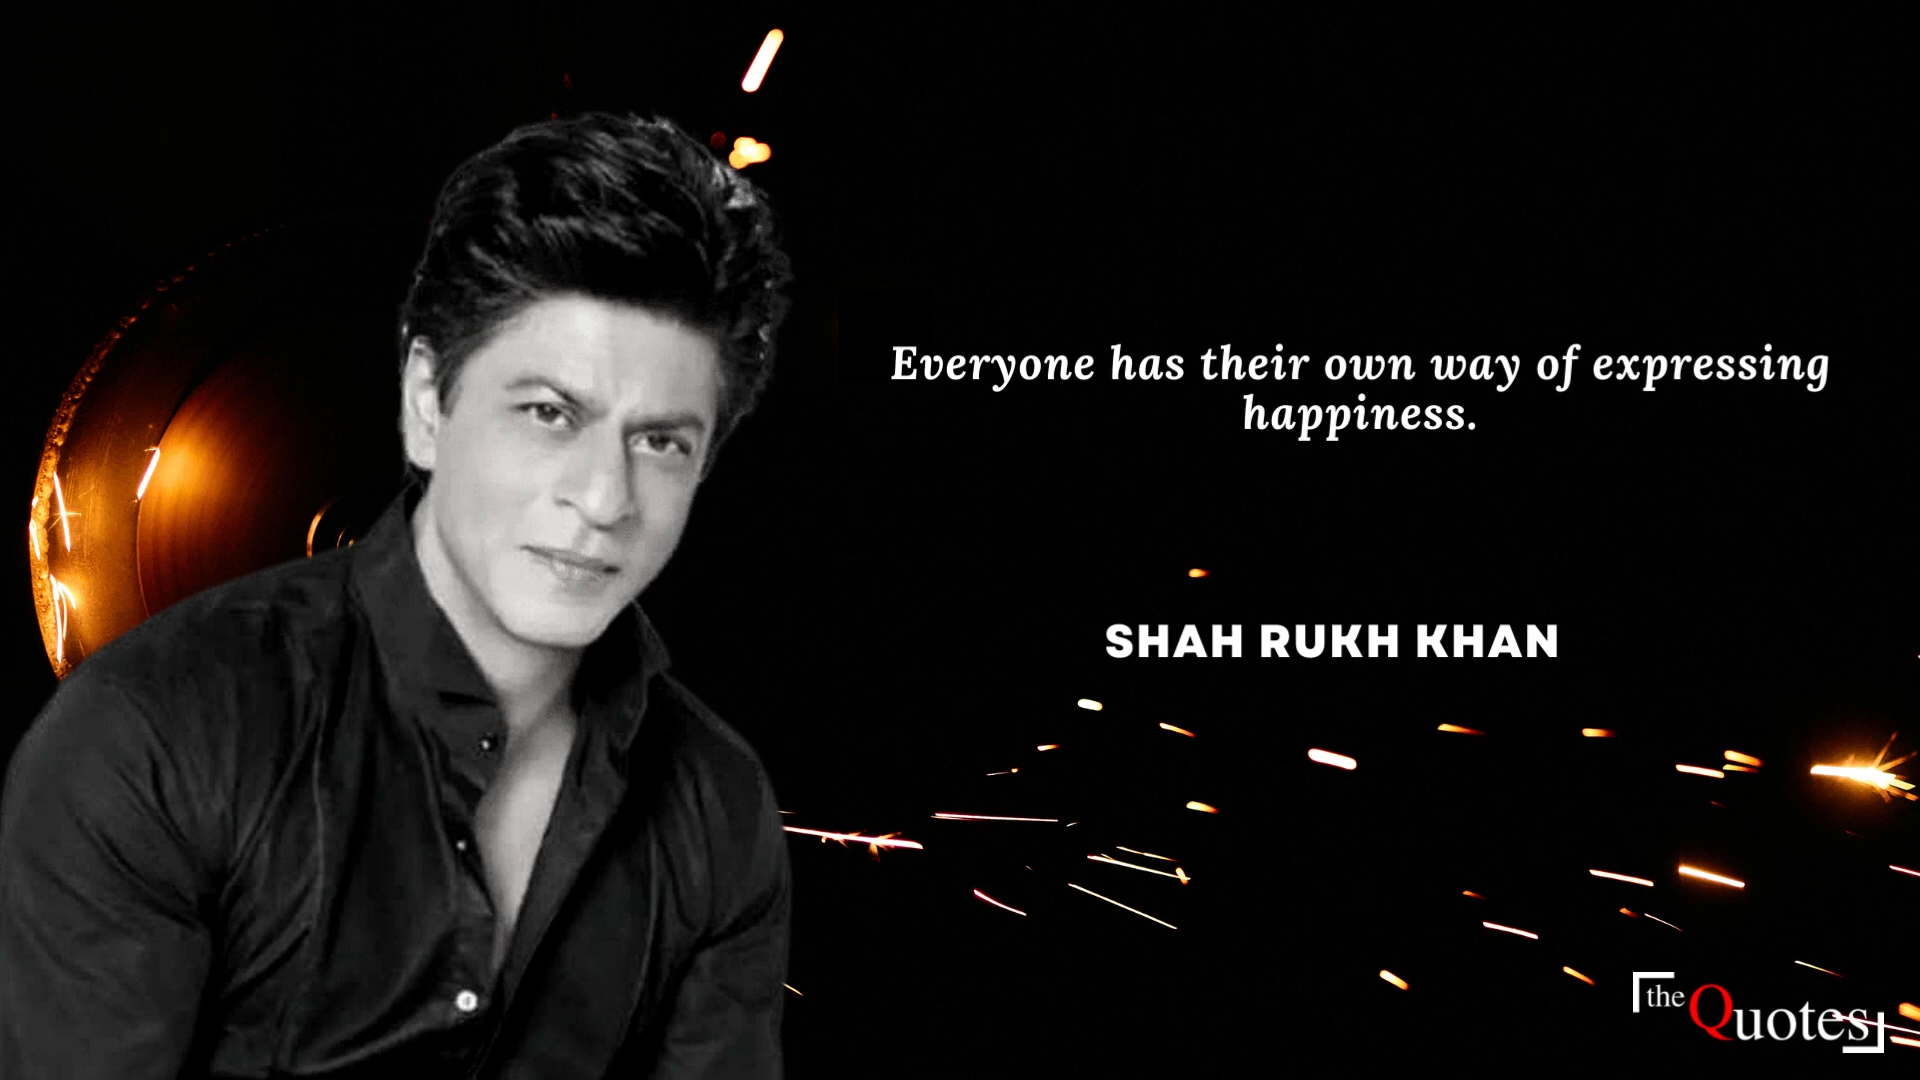 Everyone has their own way of expressing
happiness.
SHAH RUKH KHAN
the
Quotes